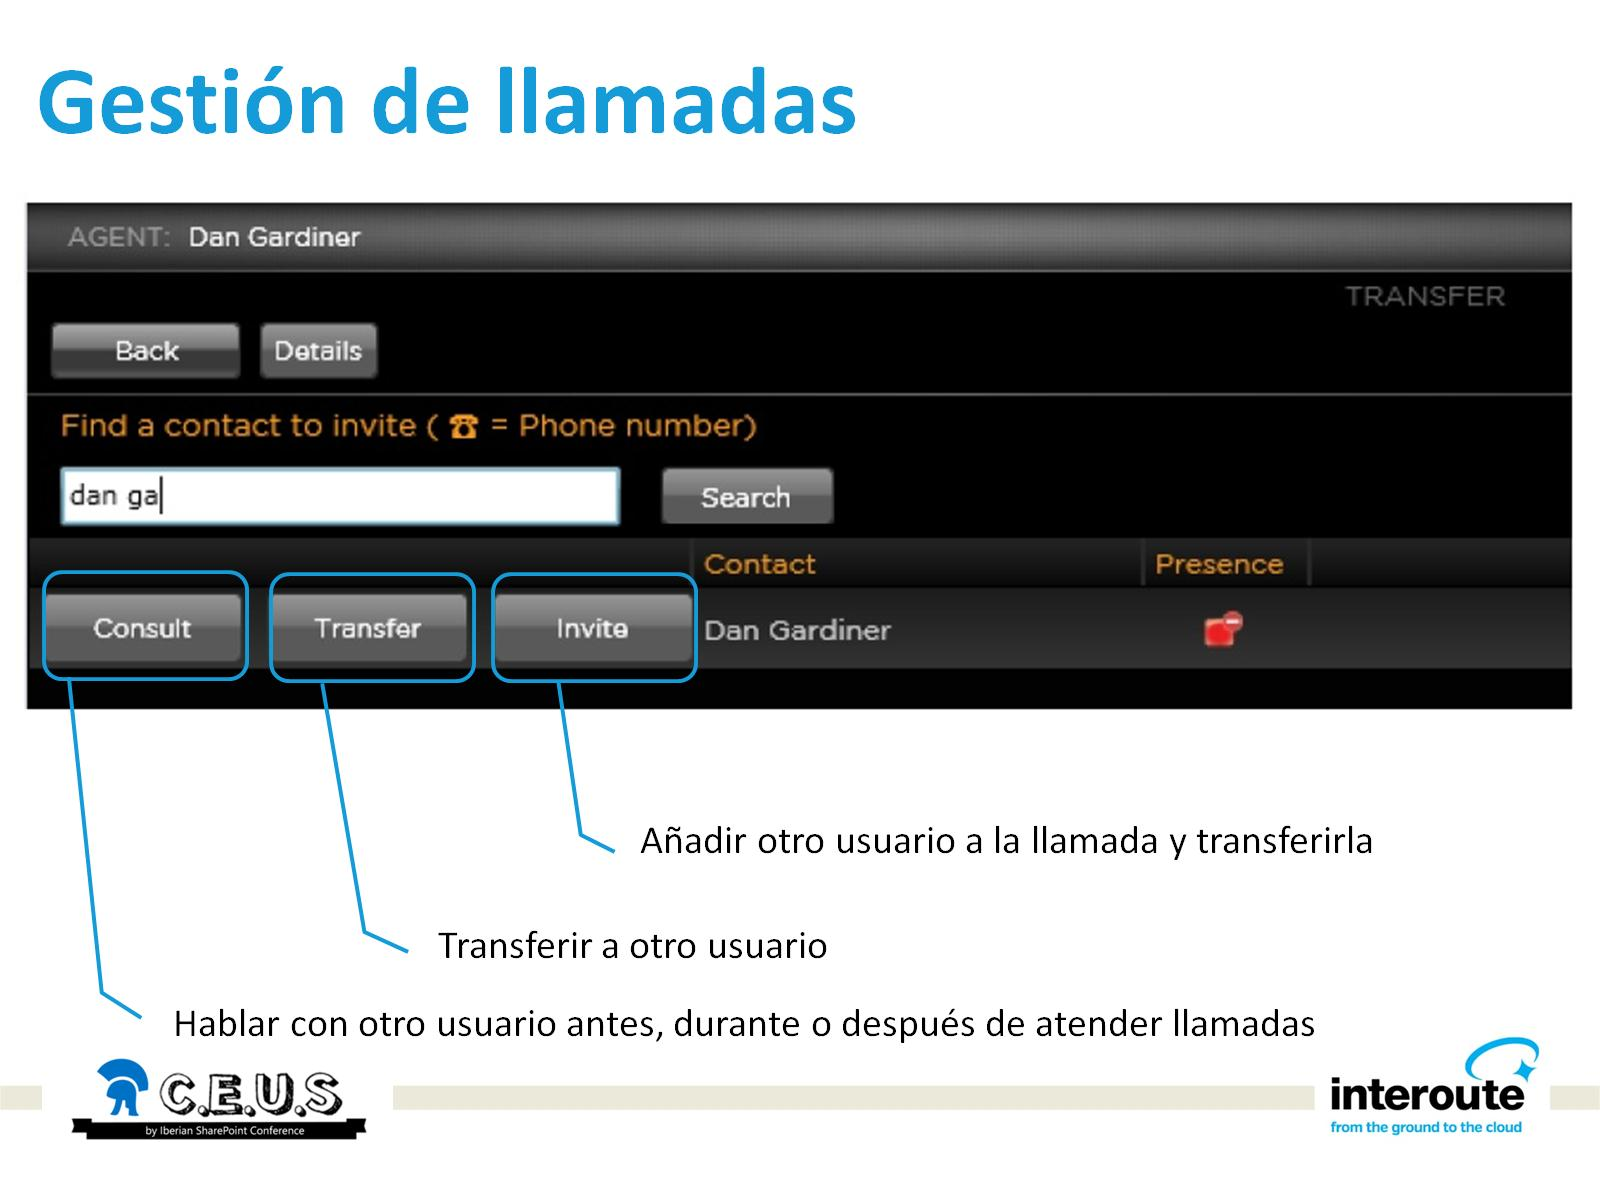 Gestión de llamadas
AGENT: Dan Gardiner
TRANSFER
Back Details
Find a contact to invite ( ☎ = Phone number)
dan ga Search
Contact Presence
Consult Transfer Invite Dan Gardiner
Añadir otro usuario a la llamada y transferirla
Transferir a otro usuario
Hablar con otro usuario antes, durante o después de atender llamadas
C.E.U.S
by Iberian SharePoint Conference
interoute
from the ground to the cloud